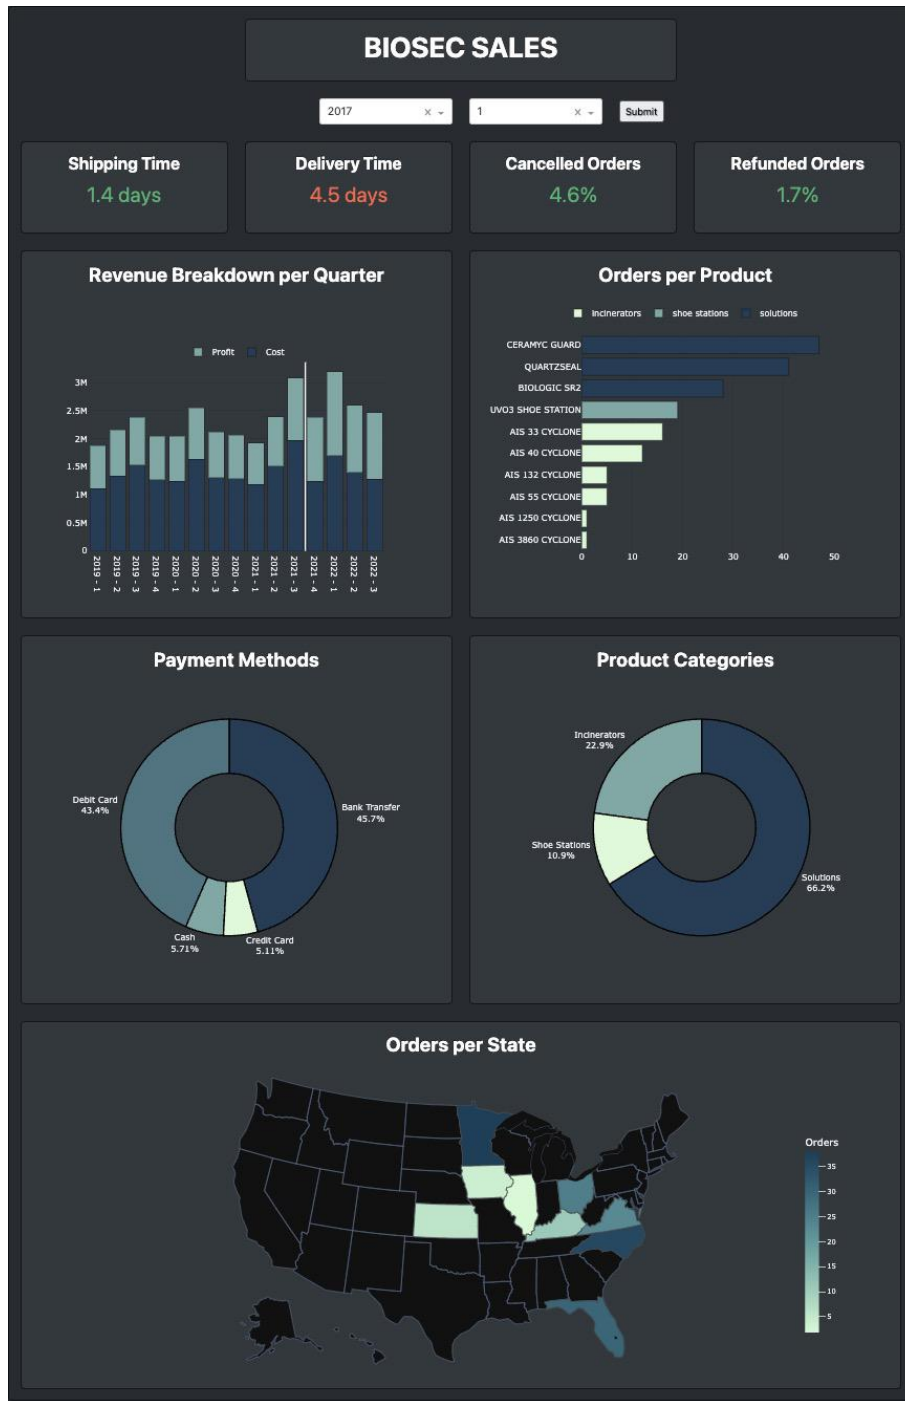 BIOSEC SALES
2017
1
Submit
Shipping Time
1.4 days
Delivery Time
4.5 days
Cancelled Orders
4.6%
Refunded Orders
1.7%
Revenue Breakdown per Quarter
Profit
Cost
3M
2.5M
2M
1.5M
1M
0.5M
0
2019 - 1
2019 - 2
2019 - 3
2019 - 4
2020 - 1
2020 - 2
2020 - 3
2020 - 4
2021 - 1
2021 - 2
2021 - 3
2021 - 4
2022 - 1
2022 - 2
2022 - 3
Orders per Product
Incinerators
shoe stations
solutions
CERAMYC GUARD
QUARTZSEAL
BIOLOGIC SR2
UVO3 SHOE STATION
AIS 33 CYCLONE
AIS 40 CYCLONE
AIS 132 CYCLONE
AIS 55 CYCLONE
AIS 1250 CYCLONE
AIS 3860 CYCLONE
0
10
20
30
40
50
Payment Methods
Debit Card
43.4%
Bank Transfer
45.7%
Cash
5.71%
Credit Card
5.11%
Product Categories
Incinerators
22.9%
Shoe Stations
10.9%
Solutions
66.2%
Orders per State
Orders
35
30
25
20
15
10
5